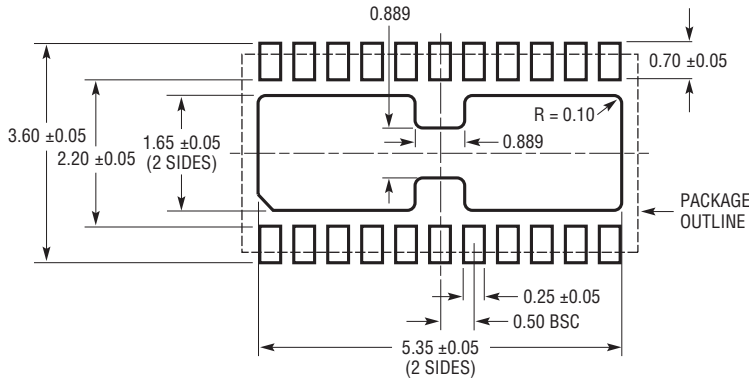 0.889
0.70 ±0.05
R = 0.10
3.60 ±0.05
2.20 ±0.05
1.65 ±0.05
(2 SIDES)
0.889
PACKAGE
OUTLINE
0.25 ±0.05
0.50 BSC
5.35 ±0.05
(2 SIDES)